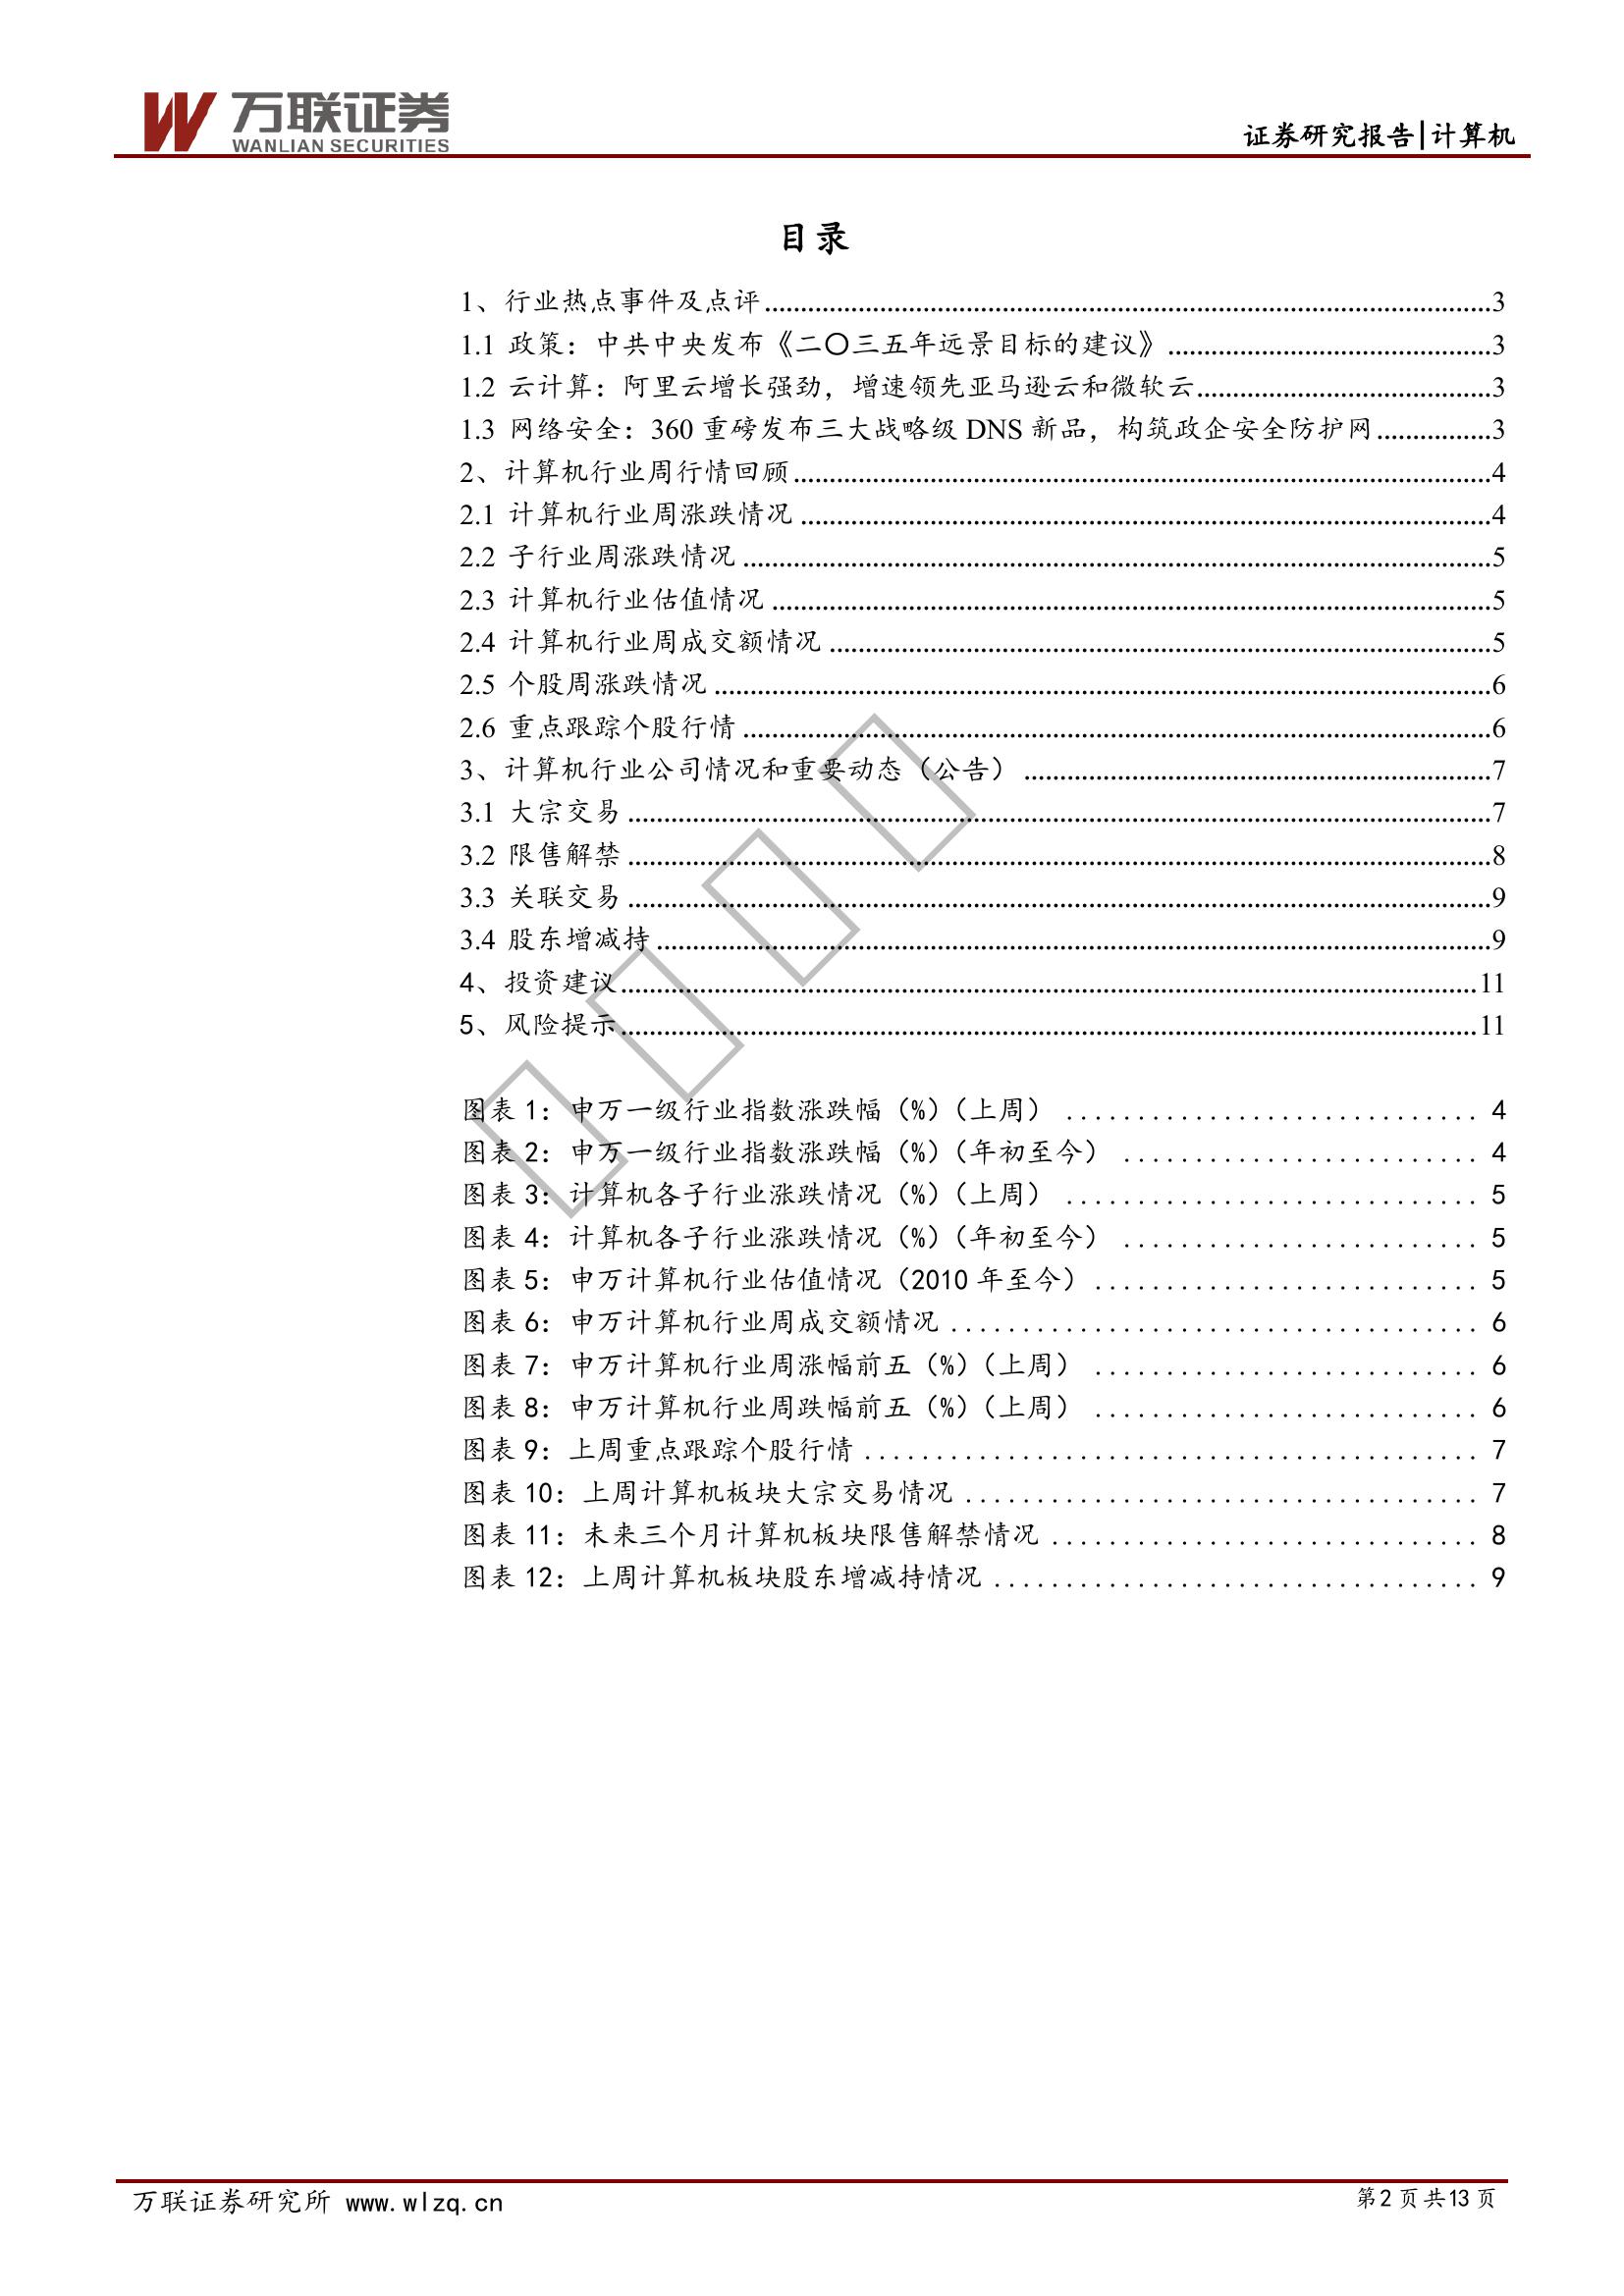 万联证券
WANLIAN SECURITIES
证券研究报告|计算机
目录
1、行业热点事件及点评...3
1.1 政策：中共中央发布《二〇三五年远景目标的建议》...3
1.2 云计算：阿里云增长强劲，增速领先亚马逊云和微软云...3
1.3 网络安全：360 重磅发布三大战略级 DNS 新品，构筑政企安全防护网...3
2、计算机行业周行情回顾...4
2.1 计算机行业周涨跌情况...4
2.2 子行业周涨跌情况...5
2.3 计算机行业估值情况...5
2.4 计算机行业周成交额情况...5
2.5 个股周涨跌情况...6
2.6 重点跟踪个股行情...6
3、计算机行业公司情况和重要动态（公告）...7
3.1 大宗交易...7
3.2 限售解禁...8
3.3 关联交易...9
3.4 股东增减持...9
4、投资建议...11
5、风险提示...11
图表 1：申万一级行业指数涨跌幅（%）（上周）...4
图表 2：申万一级行业指数涨跌幅（%）（年初至今）...4
图表 3：计算机各子行业涨跌情况（%）（上周）...5
图表 4：计算机各子行业涨跌情况（%）（年初至今）...5
图表 5：申万计算机行业估值情况（2010 年至今）...5
图表 6：申万计算机行业周成交额情况...6
图表 7：申万计算机行业周涨幅前五（%）（上周）...6
图表 8：申万计算机行业周跌幅前五（%）（上周）...6
图表 9：上周重点跟踪个股行情...7
图表 10：上周计算机板块大宗交易情况...7
图表 11：未来三个月计算机板块限售解禁情况...8
图表 12：上周计算机板块股东增减持情况...9
万联证券研究所 www.wlzq.cn
第2页共13页